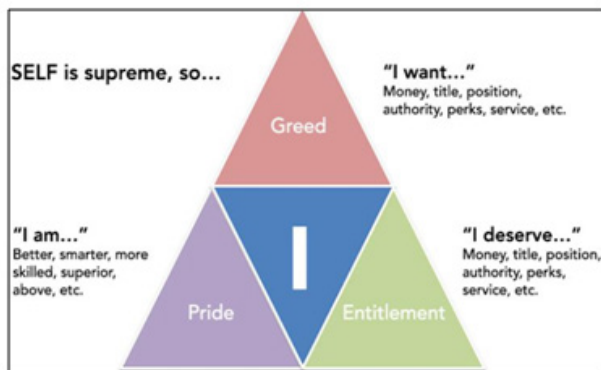 SELF is supreme, so...
"I want..."
Money, title, position,
authority, perks, service, etc.
Greed
"I am..."
Better, smarter, more
skilled, superior,
above, etc.
I
"I deserve..."
Money, title, position,
authority, perks,
service, etc.
Pride
Entitlement